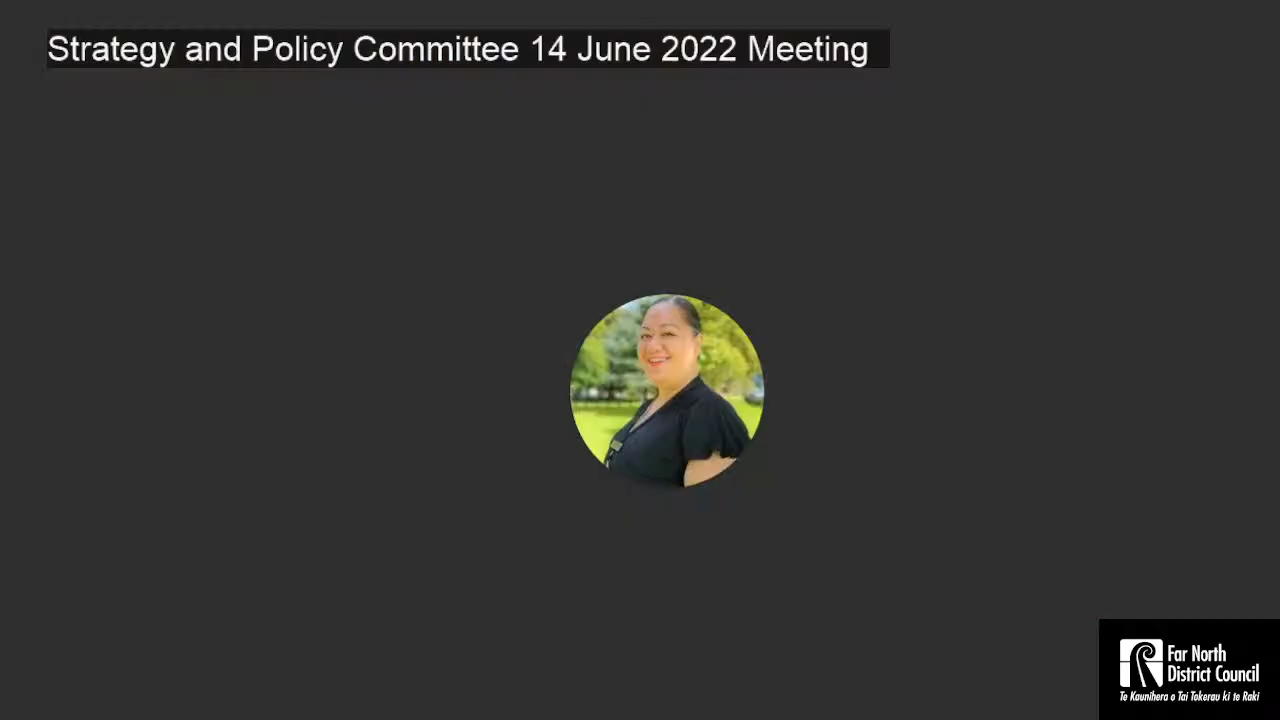 Strategy and Policy Committee 14 June 2022 Meeting
Far North
District Council
Te Kaunihera o Tai Tokerau ki te Raki